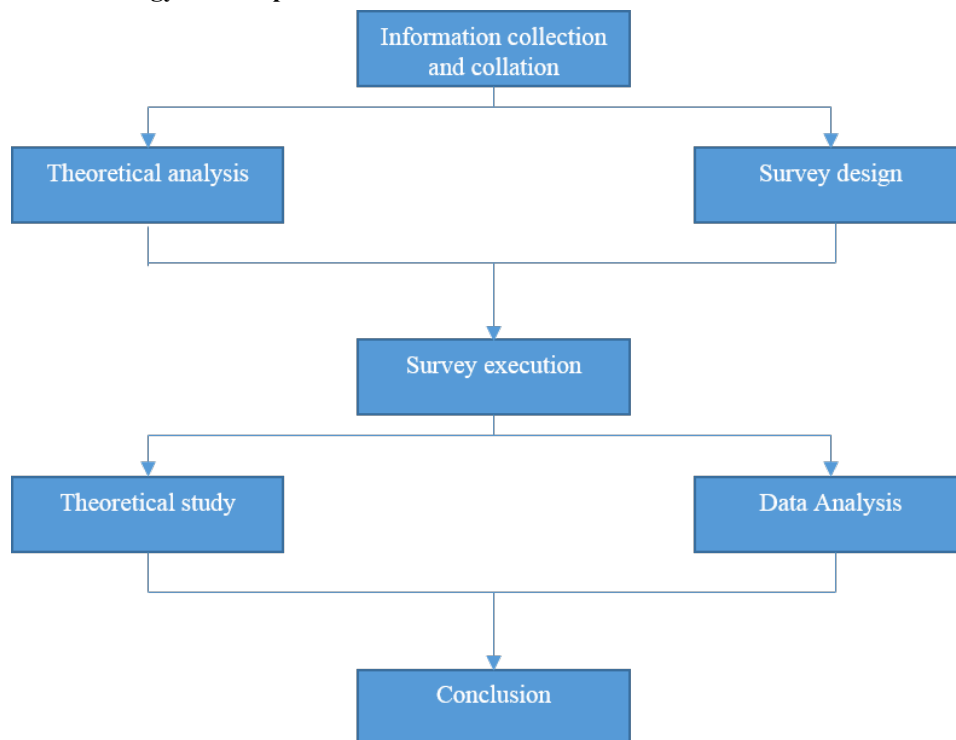 Information collection
and collation
Theoretical analysis
Survey design
Survey execution
Theoretical study
Data Analysis
Conclusion